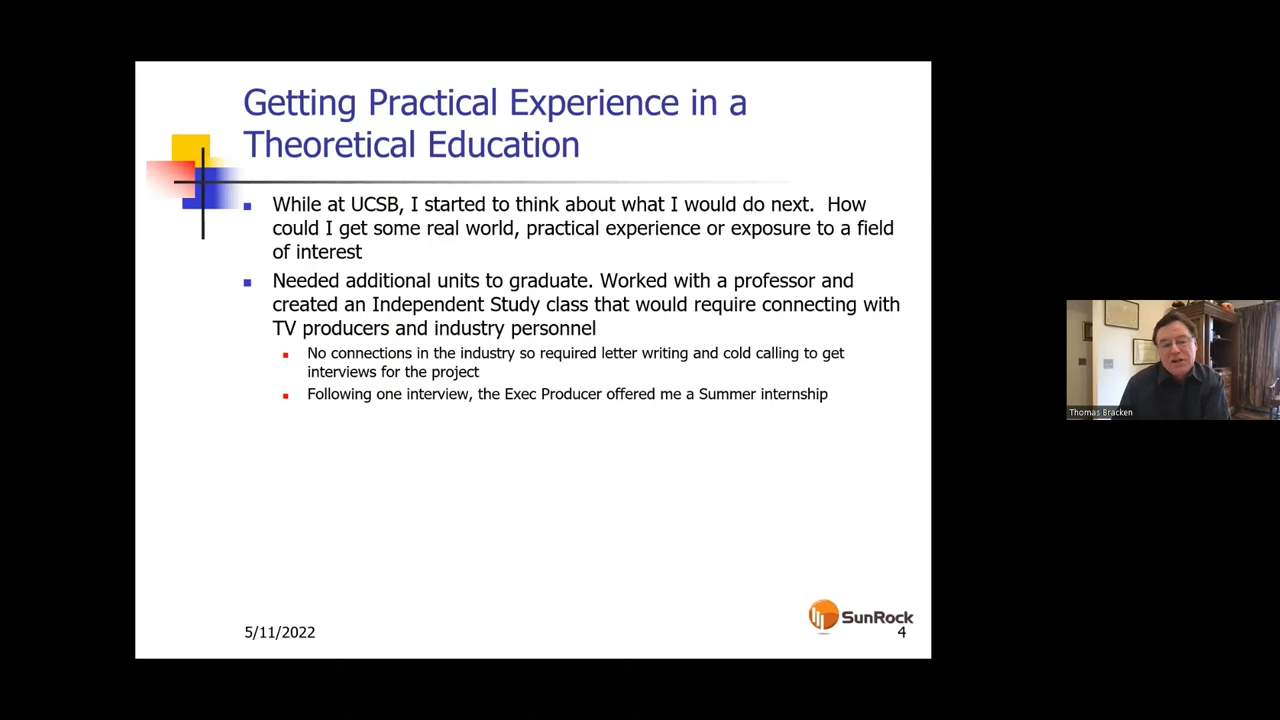 Getting Practical Experience in a
Theoretical Education
While at UCSB, I started to think about what I would do next.  How
could I get some real world, practical experience or exposure to a field
of interest
Needed additional units to graduate. Worked with a professor and
created an Independent Study class that would require connecting with
TV producers and industry personnel
No connections in the industry so required letter writing and cold calling to get
interviews for the project
Following one interview, the Exec Producer offered me a Summer internship
5/11/2022
SunRock
4
Thomas Bracken